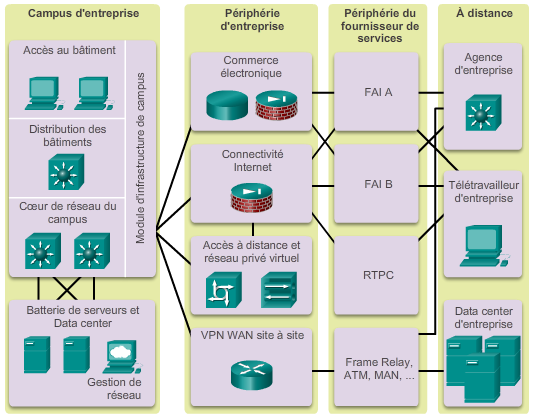 Campus d'entreprise
Accès au bâtiment
Distribution des
bâtiments
Cœur de réseau du
campus
Module d'infrastructure de campus
Batterie de serveurs et
Data center
Gestion de
réseau
Périphérie
d'entreprise
Commerce
électronique
Connectivité
Internet
Accès à distance et
réseau privé virtuel
VPN WAN site à site
Périphérie du
fournisseur de
services
FAI A
FAI B
RTPC
Frame Relay,
ATM, MAN, ...
À distance
Agence
d'entreprise
Télétravailleur
d'entreprise
Data center
d'entreprise